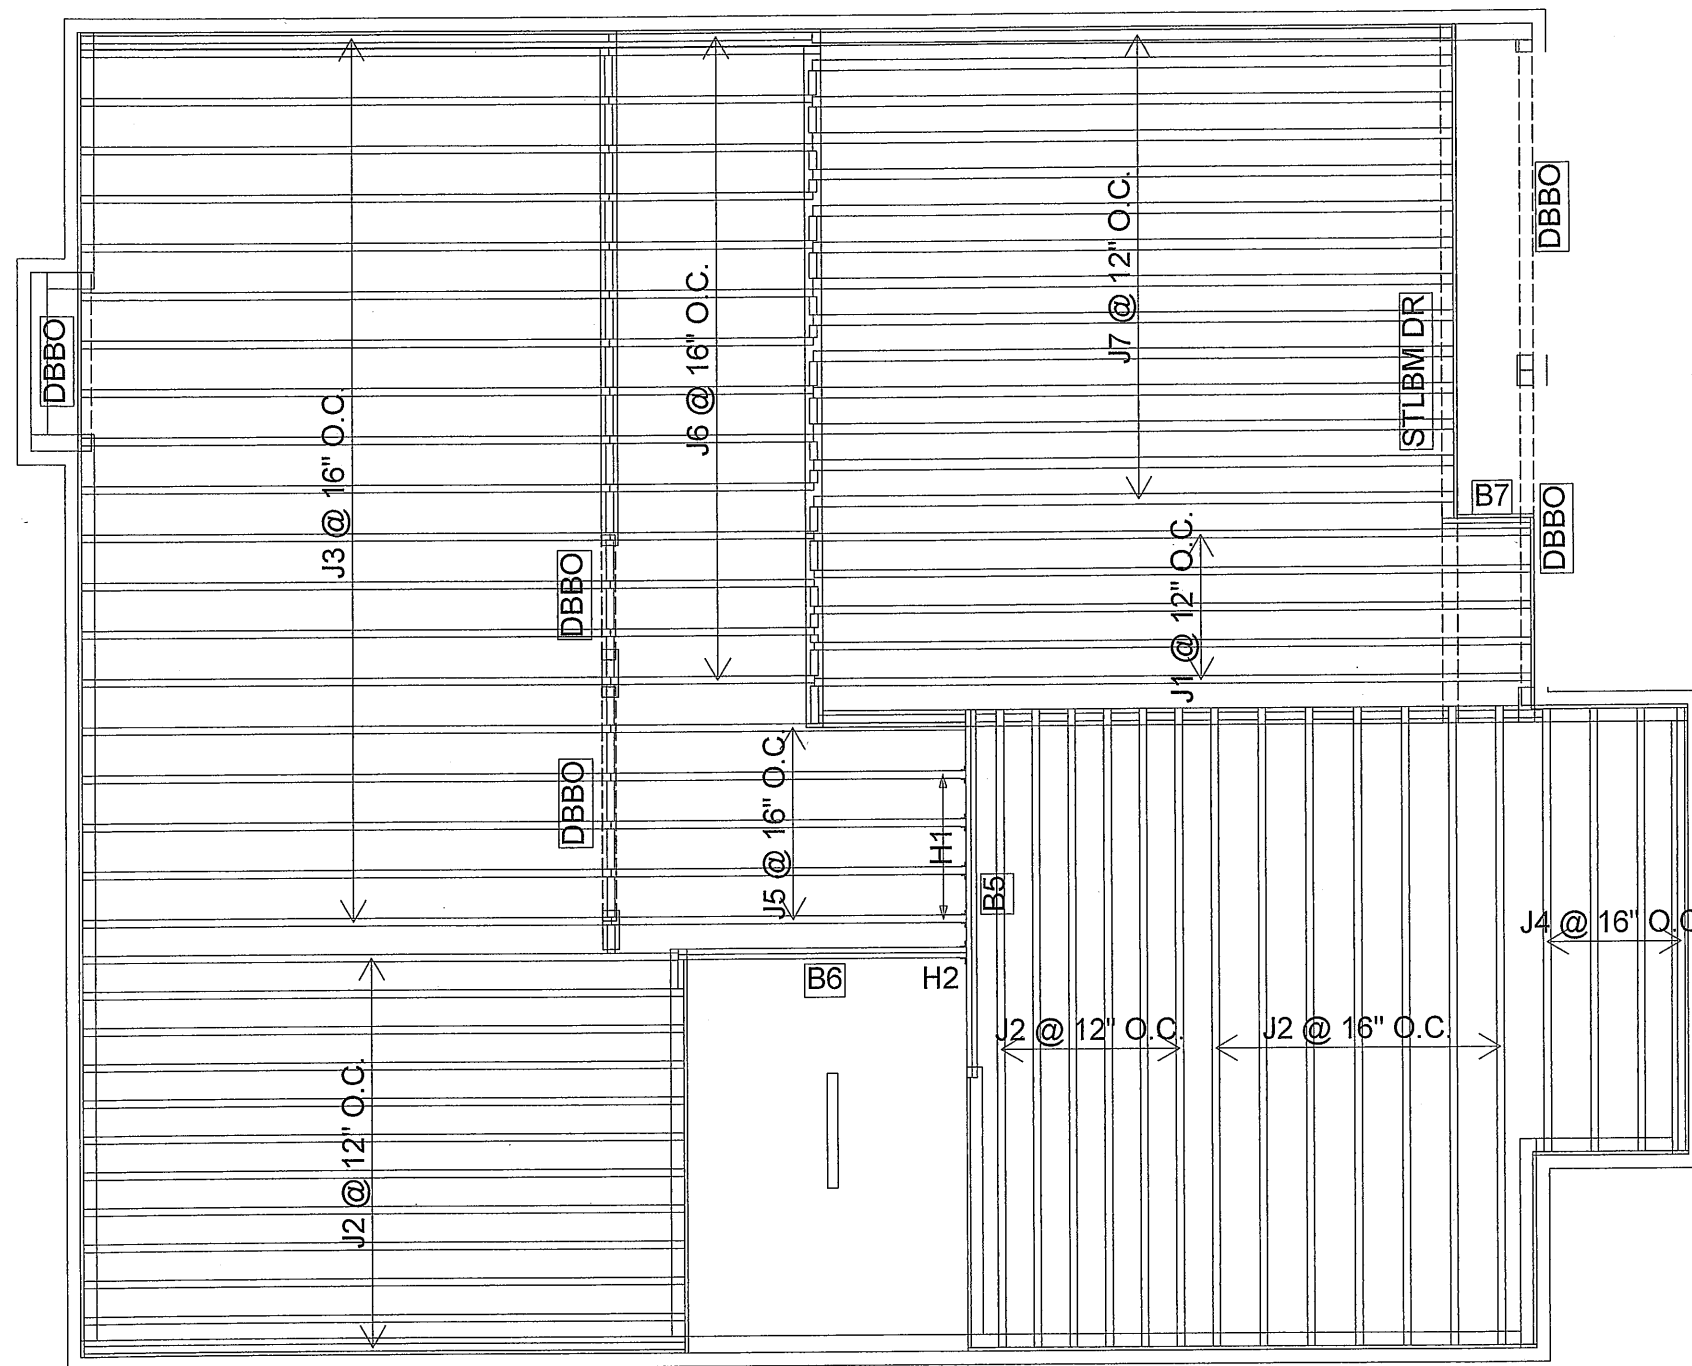 DBBO
J3 @ 16" O.C.
J6 @ 16" O.C.
J7 @ 12" O.C.
STLBM DR
DBBO
DBBO
B7
J1 @ 12" O.C.
DBBO
DBBO
J5 @ 16" O.C.
H1
B5
B6
H2
J2 @ 12" O.C.
J2 @ 12" O.C.
J2 @ 16" O.C.
J4 @ 16" O.C